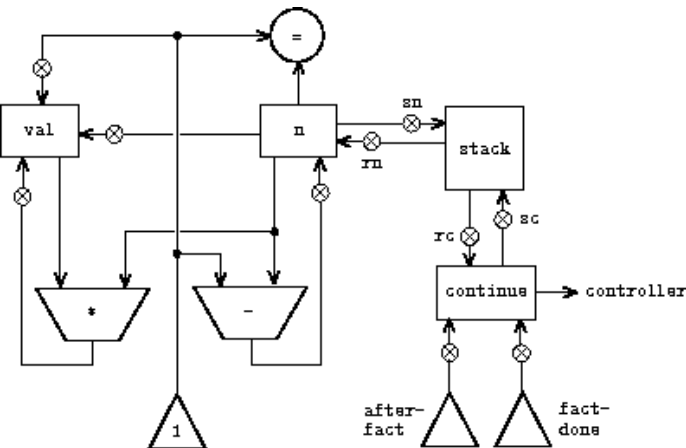 =
val
n
sn
rn
stack
rc
sc
continue
controller
*
-
1
after-
fact
fact-
done